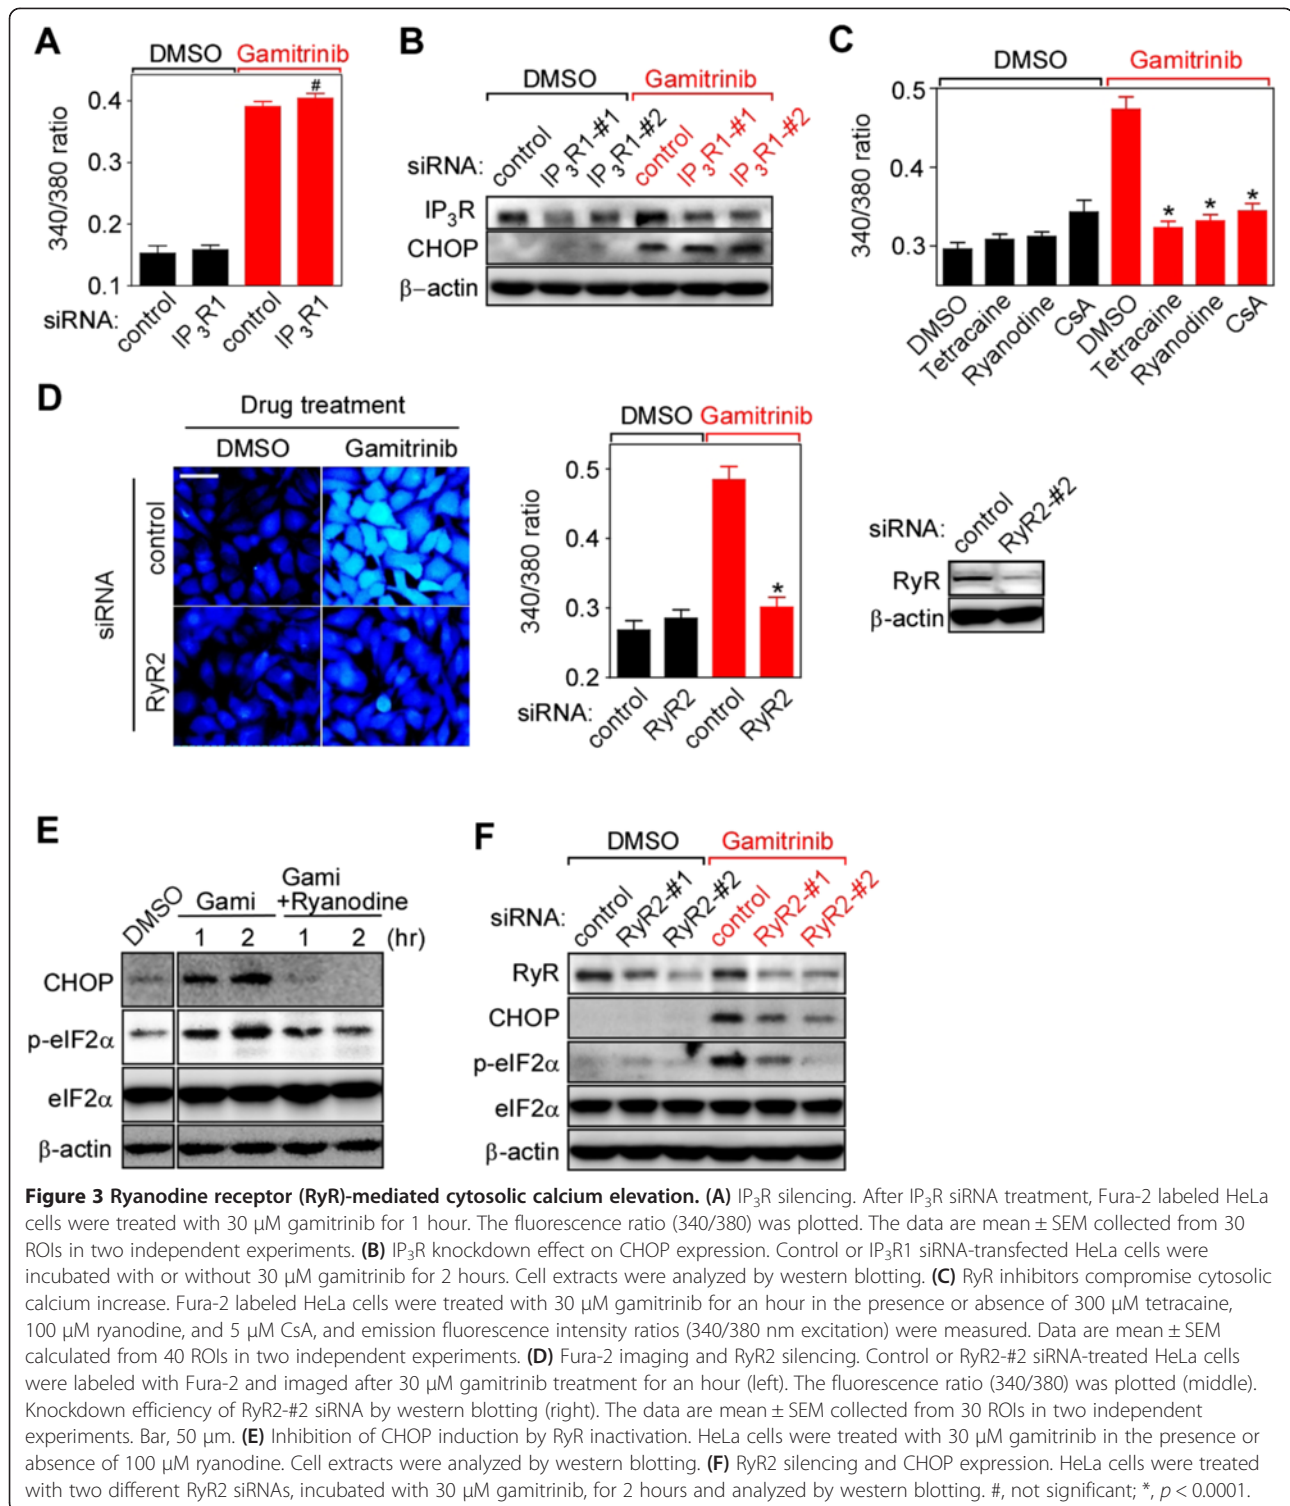 A
DMSO Gamitrinib
340/380 ratio
0.4
0.3
0.2
0.1
#
siRNA: control IP3R1 control IP3R1
B
DMSO Gamitrinib
siRNA: control IP3R1-#1 IP3R1-#2 control IP3R1-#1 IP3R1-#2
IP3R
CHOP
β-actin
C
DMSO Gamitrinib
340/380 ratio
0.5
0.4
0.3
* * *
DMSO Tetracaine Ryanodine CsA DMSO Tetracaine Ryanodine CsA
D
Drug treatment
DMSO Gamitrinib
siRNA
control
RyR2
DMSO Gamitrinib
340/380 ratio
0.5
0.4
0.3
0.2
*
siRNA: control RyR2 control RyR2
siRNA: control RyR2-#2
RyR
β-actin
E
DMSO Gami Gami +Ryanodine
1 2 1 2 (hr)
CHOP
p-eIF2α
eIF2α
β-actin
F
DMSO Gamitrinib
siRNA: control RyR2-#1 RyR2-#2 control RyR2-#1 RyR2-#2
RyR
CHOP
p-eIF2α
eIF2α
β-actin
Figure 3 Ryanodine receptor (RyR)-mediated cytosolic calcium elevation. (A) IP3R silencing. After IP3R siRNA treatment, Fura-2 labeled HeLa
cells were treated with 30 μM gamitrinib for 1 hour. The fluorescence ratio (340/380) was plotted. The data are mean ± SEM collected from 30
ROIs in two independent experiments. (B) IP3R knockdown effect on CHOP expression. Control or IP3R1 siRNA-transfected HeLa cells were
incubated with or without 30 μM gamitrinib for 2 hours. Cell extracts were analyzed by western blotting. (C) RyR inhibitors compromise cytosolic
calcium increase. Fura-2 labeled HeLa cells were treated with 30 μM gamitrinib for an hour in the presence or absence of 300 μM tetracaine,
100 μM ryanodine, and 5 μM CsA, and emission fluorescence intensity ratios (340/380 nm excitation) were measured. Data are mean ± SEM
calculated from 40 ROIs in two independent experiments. (D) Fura-2 imaging and RyR2 silencing. Control or RyR2-#2 siRNA-treated HeLa cells
were labeled with Fura-2 and imaged after 30 μM gamitrinib treatment for an hour (left). The fluorescence ratio (340/380) was plotted (middle).
Knockdown efficiency of RyR2-#2 siRNA by western blotting (right). The data are mean ± SEM collected from 30 ROIs in two independent
experiments. Bar, 50 μm. (E) Inhibition of CHOP induction by RyR inactivation. HeLa cells were treated with 30 μM gamitrinib in the presence or
absence of 100 μM ryanodine. Cell extracts were analyzed by western blotting. (F) RyR2 silencing and CHOP expression. HeLa cells were treated
with two different RyR2 siRNAs, incubated with 30 μM gamitrinib, for 2 hours and analyzed by western blotting. #, not significant; *, p < 0.0001.